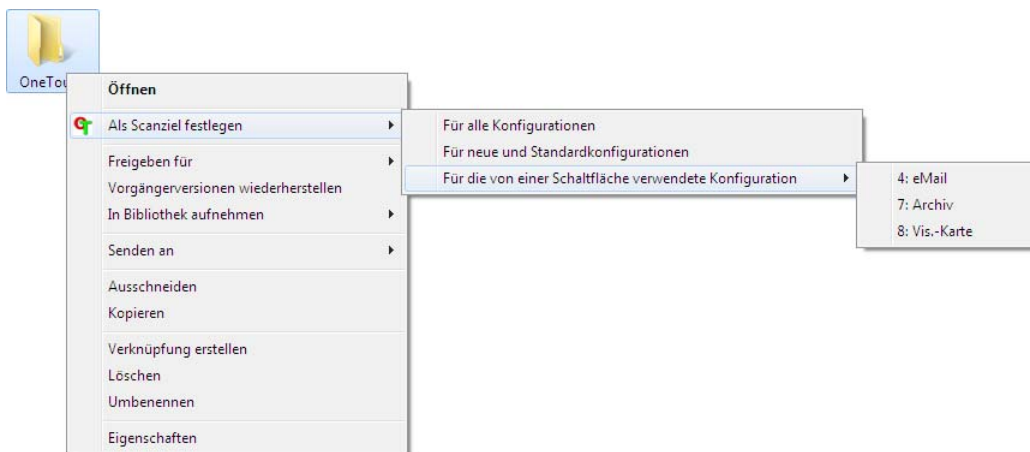 OneTou
Öffnen
Als Scanziel festlegen
Freigeben für
Vorgängerversionen wiederherstellen
In Bibliothek aufnehmen
Senden an
Ausschneiden
Kopieren
Verknüpfung erstellen
Löschen
Umbenennen
Eigenschaften
Für alle Konfigurationen
Für neue und Standardkonfigurationen
Für die von einer Schaltfläche verwendete Konfiguration
4: eMail
7: Archiv
8: Vis.-Karte